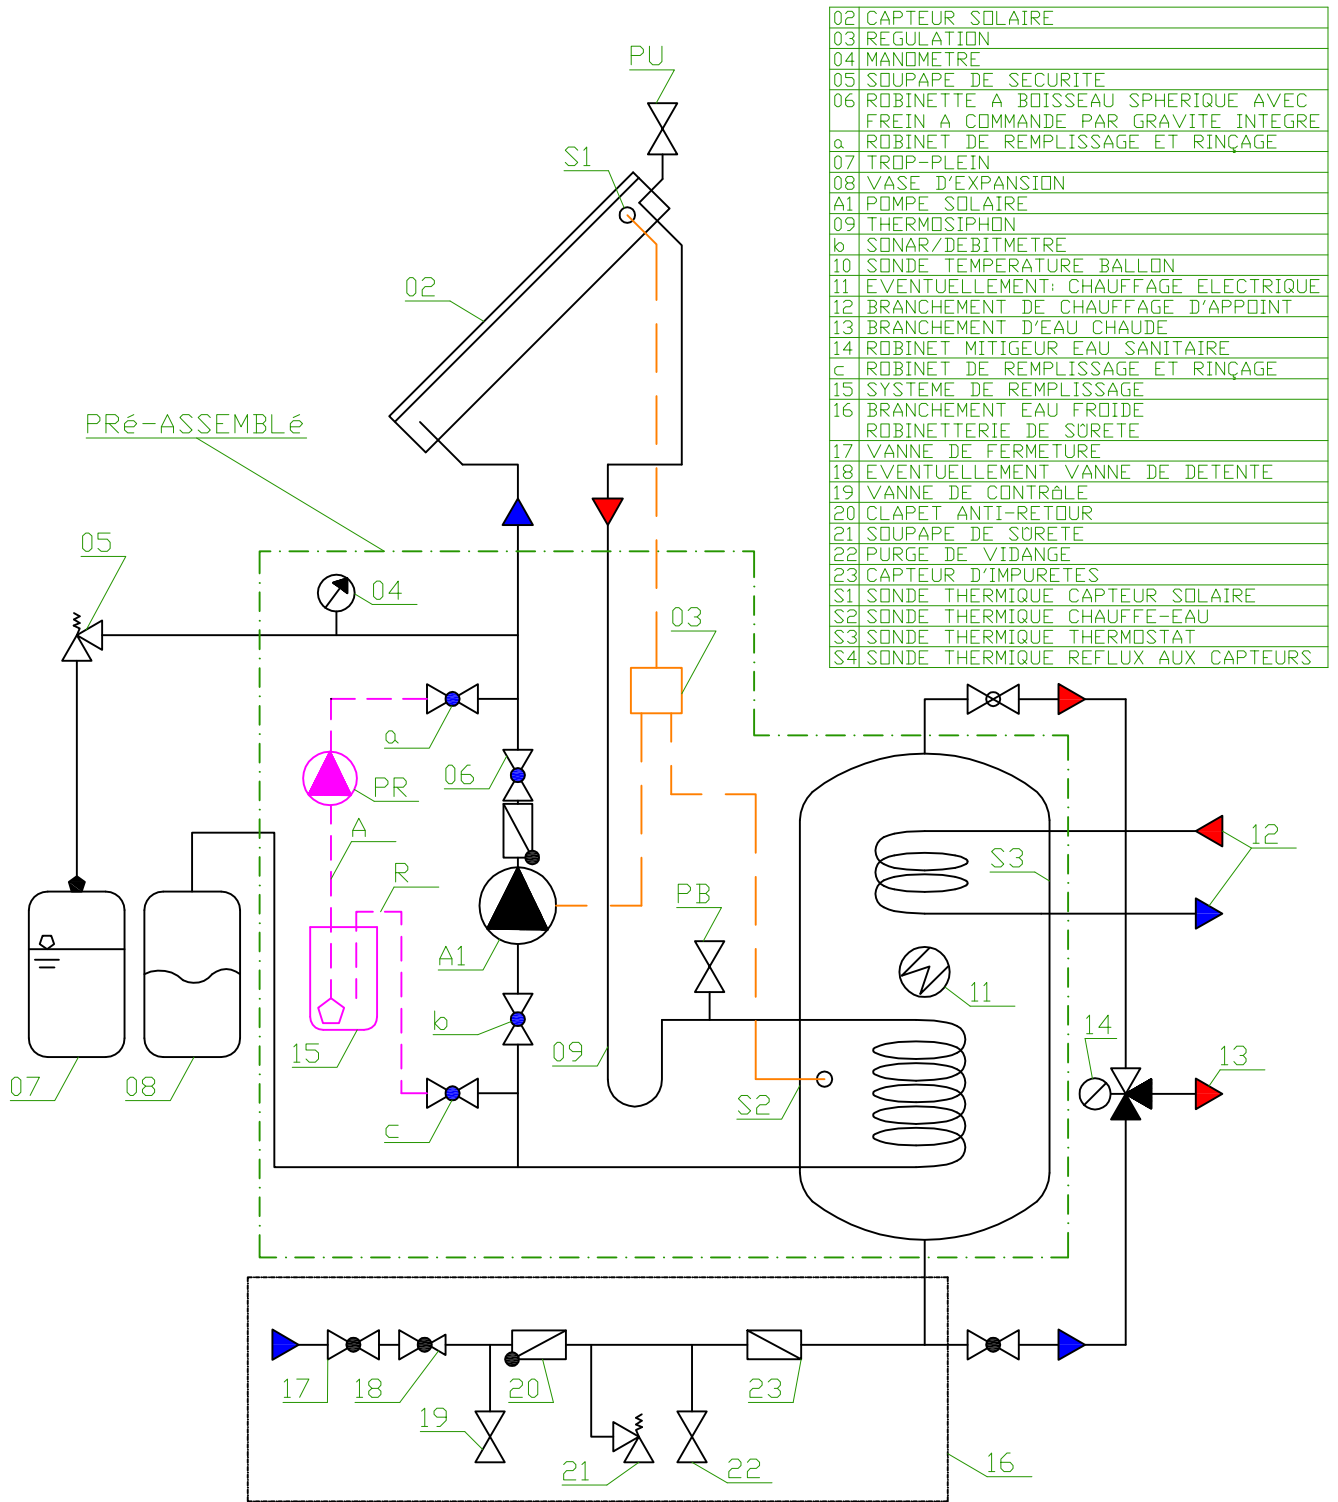 02 CAPTEUR SOLAIRE
03 REGULATION
04 MANOMETRE
05 SOUPAPE DE SECURITE
06 ROBINETTE A BOISSEAU SPHERIQUE AVEC
FREIN A COMMANDE PAR GRAVITE INTEGRE
a ROBINET DE REMPLISSAGE ET RINÇAGE
07 TROP-PLEIN
08 VASE D'EXPANSION
A1 POMPE SOLAIRE
09 THERMOSIPHON
b SONAR/DEBITMETRE
10 SONDE TEMPERATURE BALLON
11 EVENTUELLEMENT: CHAUFFAGE ELECTRIQUE
12 BRANCHEMENT DE CHAUFFAGE D'APPOINT
13 BRANCHEMENT D'EAU CHAUDE
14 ROBINET MITIGEUR EAU SANITAIRE
c ROBINET DE REMPLISSAGE ET RINÇAGE
15 SYSTEME DE REMPLISSAGE
16 BRANCHEMENT EAU FROIDE
ROBINETTERIE DE SÛRETE
17 VANNE DE FERMETURE
18 EVENTUELLEMENT VANNE DE DETENTE
19 VANNE DE CONTRôLE
20 CLAPET ANTI-RETOUR
21 SOUPAPE DE SÛRETE
22 PURGE DE VIDANGE
23 CAPTEUR D'IMPURETES
S1 SONDE THERMIQUE CAPTEUR SOLAIRE
S2 SONDE THERMIQUE CHAUFFE-EAU
S3 SONDE THERMIQUE THERMOSTAT
S4 SONDE THERMIQUE REFLUX AUX CAPTEURS
PU
S1
02
PRé-ASSEMBLé
05
04
03
a
06
PR
A
R
12
S3
PB
A1
11
b
14
15
09
13
07
08
S2
c
17
18
20
23
19
21
22
16